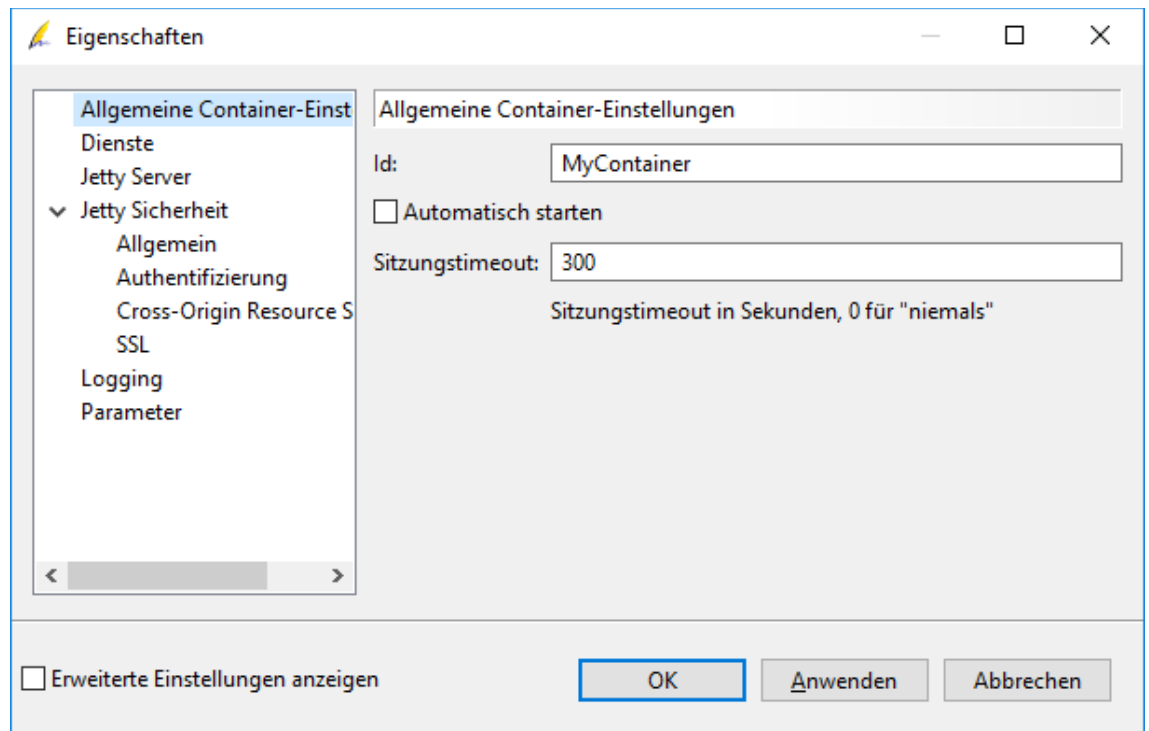 Eigenschaften
Allgemeine Container-Einst
Dienste
Jetty Server
Jetty Sicherheit
Allgemein
Authentifizierung
Cross-Origin Resource S
SSL
Logging
Parameter
Allgemeine Container-Einstellungen
Id: MyContainer
Automatisch starten
Sitzungstimeout: 300
Sitzungstimeout in Sekunden, 0 für "niemals"
Erweiterte Einstellungen anzeigen OK Anwenden Abbrechen